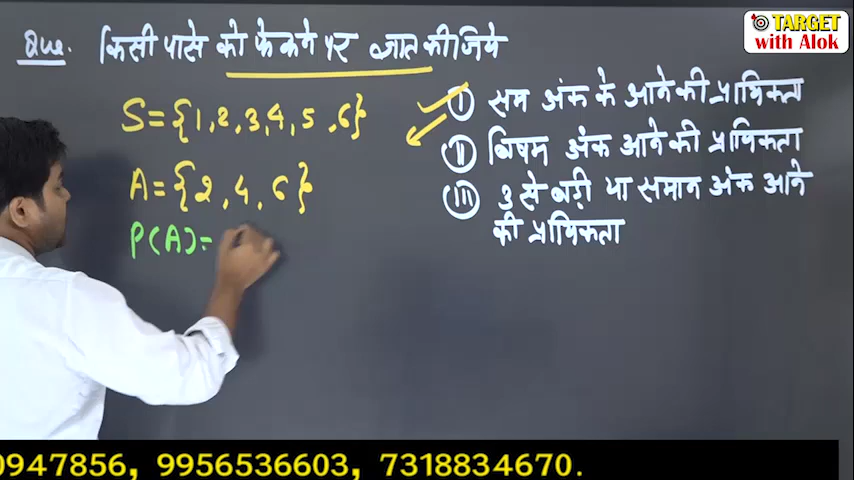 Que. किसी पासे को फेकने पर ज्ञात कीजिये
S={1,2,3,4,5,6}
A={2,4,6}
P(A)=
I सम अंक के आने की प्रायिकता
II विषम अंक आने की प्रायिकता
III 3 से बड़ी या समान अंक आने
की प्रायिकता
TARGET
with Alok
0947856, 9956536603, 7318834670.